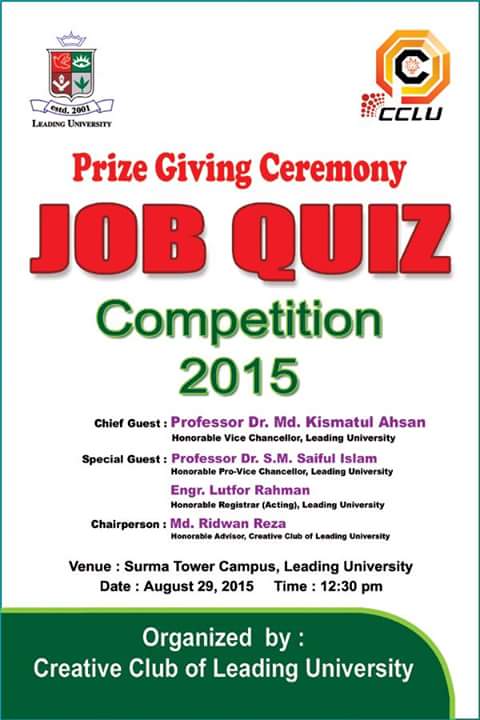 estd. 2001
LEADING UNIVERSITY
C
CCLU
Prize Giving Ceremony
JOB QUIZ
Competition
2015
Chief Guest : Professor Dr. Md. Kismatul Ahsan
Honorable Vice Chancellor, Leading University
Special Guest : Professor Dr. S.M. Saiful Islam
Honorable Pro-Vice Chancellor, Leading University
Engr. Lutfor Rahman
Honorable Registrar (Acting), Leading University
Chairperson : Md. Ridwan Reza
Honorable Advisor, Creative Club of Leading University
Venue : Surma Tower Campus, Leading University
Date : August 29, 2015 Time : 12:30 pm
Organized by :
Creative Club of Leading University